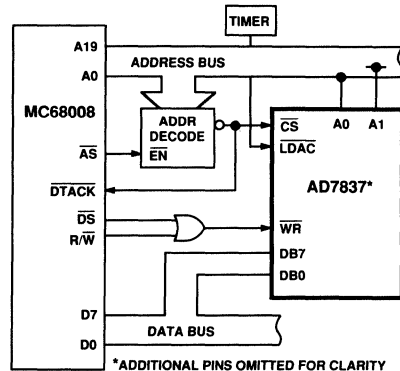 TIMER
A19
ADDRESS BUS
A0
MC68008
ADDR
DECODE
EN
CS
A0 A1
LDAC
AD7837*
AS
DTACK
DS
R/W
WR
DB7
DB0
D7
DATA BUS
D0
*ADDITIONAL PINS OMITTED FOR CLARITY